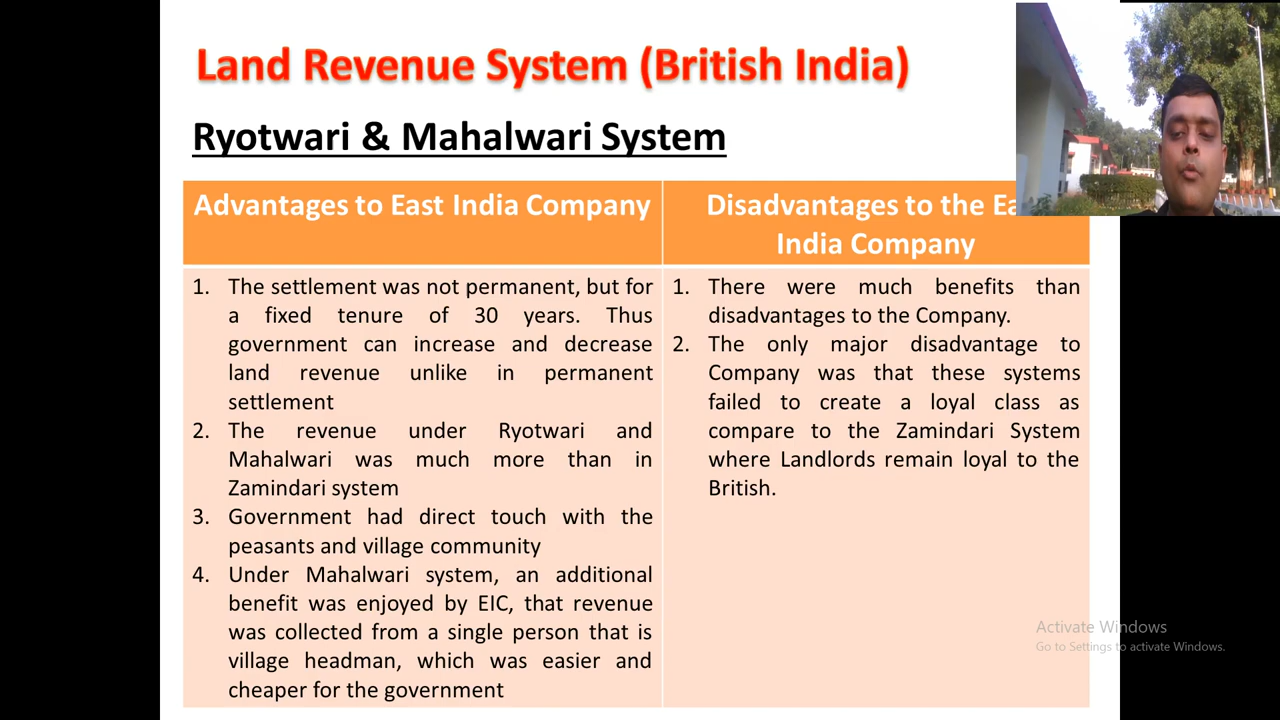 Land Revenue System (British India)
Ryotwari & Mahalwari System
Advantages to East India Company
Disadvantages to the Ea
India Company
1. The settlement was not permanent, but for
a fixed tenure of 30 years. Thus
government can increase and decrease
land revenue unlike in permanent
settlement
2. The revenue under Ryotwari and
Mahalwari was much more than in
Zamindari system
3. Government had direct touch with the
peasants and village community
4. Under Mahalwari system, an additional
benefit was enjoyed by EIC, that revenue
was collected from a single person that is
village headman, which was easier and
cheaper for the government
1. There were much benefits than
disadvantages to the Company.
2. The only major disadvantage to
Company was that these systems
failed to create a loyal class as
compare to the Zamindari System
where Landlords remain loyal to the
British.
Activate Windows
Go to Settings to activate Windows.